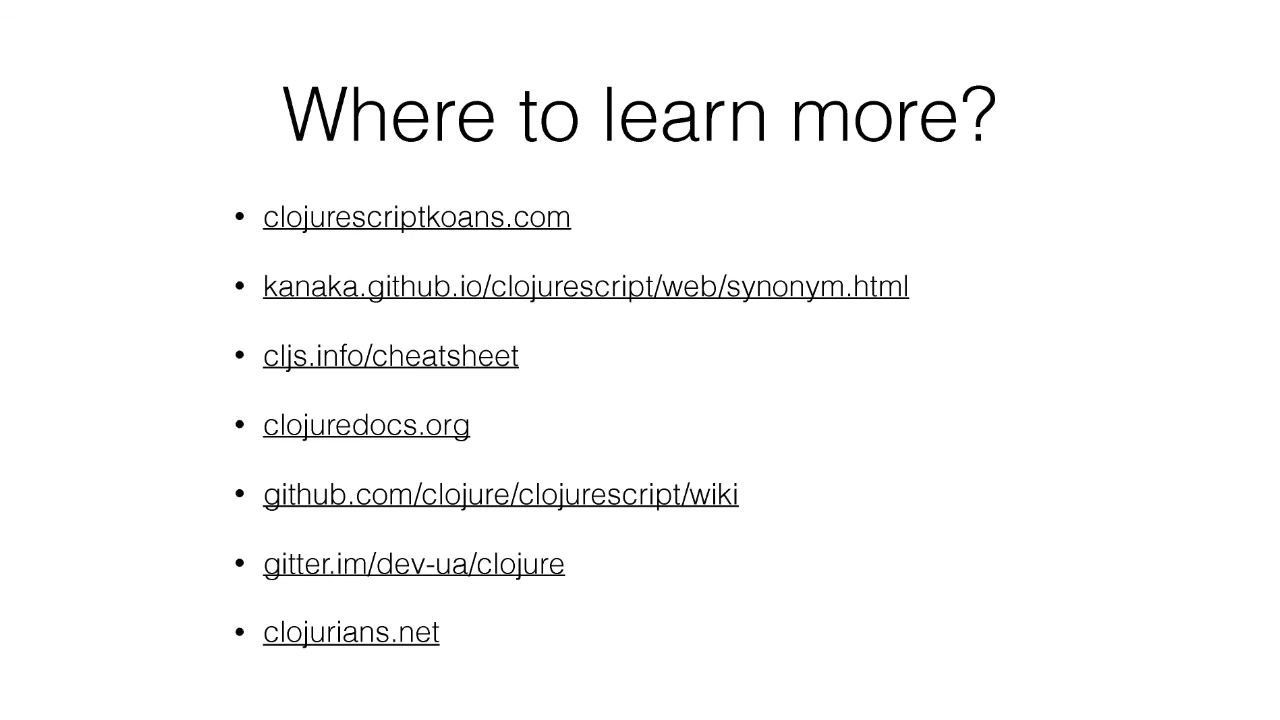 Where to learn more?
• clojurescriptkoans.com
• kanaka.github.io/clojurescript/web/synonym.html
• cljs.info/cheatsheet
• clojuredocs.org
• github.com/clojure/clojurescript/wiki
• gitter.im/dev-ua/clojure
• clojurians.net